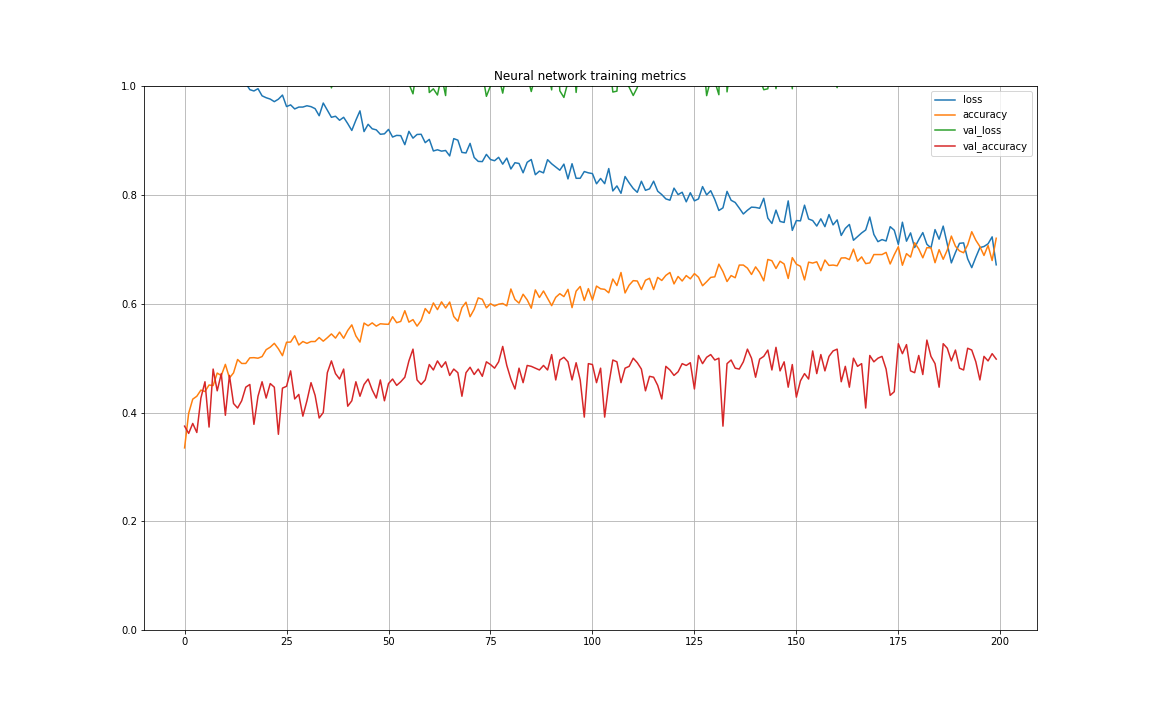 Neural network training metrics
1.0
0.8
0.6
0.4
0.2
0.0
0 25 50 75 100 125 150 175 200
loss
accuracy
val_loss
val_accuracy